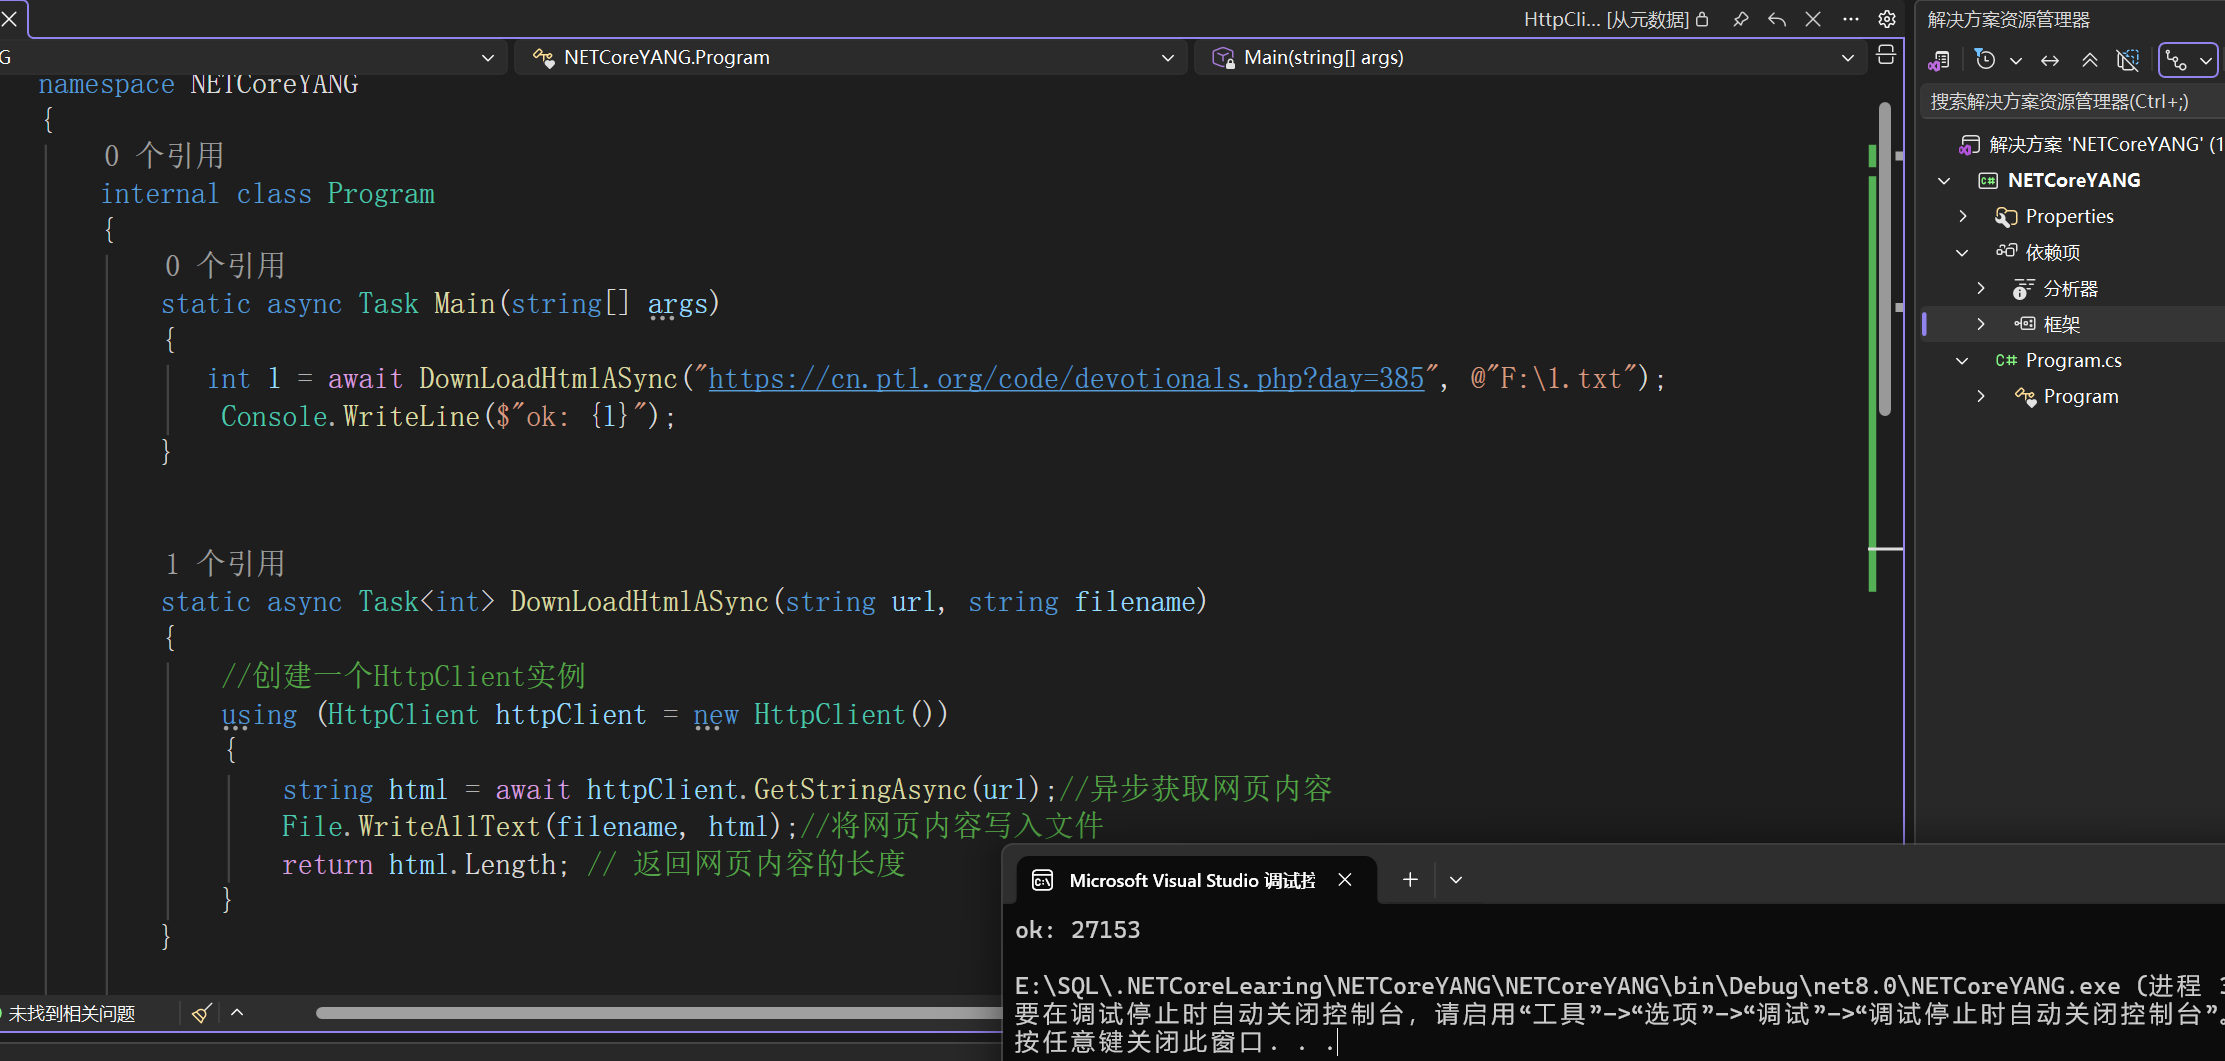 HttpCli... [从元数据]
G
NETCoreYANG.Program
Main(string[] args)
namespace NETCoreYANG
{
0 个引用
internal class Program
{
0 个引用
static async Task Main(string[] args)
{
int l = await DownLoadHtmlASync("https://cn.ptl.org/code/devotionals.php?day=385", @"F:\1.txt");
Console.WriteLine($"ok: {l}");
}
1 个引用
static async Task<int> DownLoadHtmlASync(string url, string filename)
{
//创建一个HttpClient实例
using (HttpClient httpClient = new HttpClient())
{
string html = await httpClient.GetStringAsync(url);//异步获取网页内容
File.WriteAllText(filename, html);//将网页内容写入文件
return html.Length; // 返回网页内容的长度
}
}
未找到相关问题
解决方案资源管理器
搜索解决方案资源管理器(Ctrl+;)
解决方案 'NETCoreYANG' (1
C# NETCoreYANG
Properties
依赖项
分析器
框架
C# Program.cs
Program
Microsoft Visual Studio 调试控
ok: 27153
E:\SQL\.NETCoreLearing\NETCoreYANG\NETCoreYANG\bin\Debug\net8.0\NETCoreYANG.exe (进程 3
要在调试停止时自动关闭控制台，请启用“工具”->“选项”->“调试”->“调试停止时自动关闭控制台”。
按任意键关闭此窗口. . .